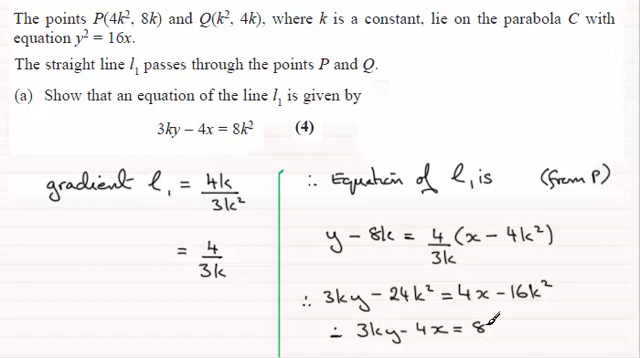 The points P(4k², 8k) and Q(k², 4k), where k is a constant, lie on the parabola C with
equation y² = 16x.
The straight line l₁ passes through the points P and Q.
(a) Show that an equation of the line l₁ is given by
3ky – 4x = 8k² (4)
gradient l₁ = 4k/3k²
= 4/3k
∴ Equation of l₁ is (from P)
y – 8k = 4/3k (x – 4k²)
∴ 3ky – 24k² = 4x – 16k²
∴ 3ky – 4x = 8